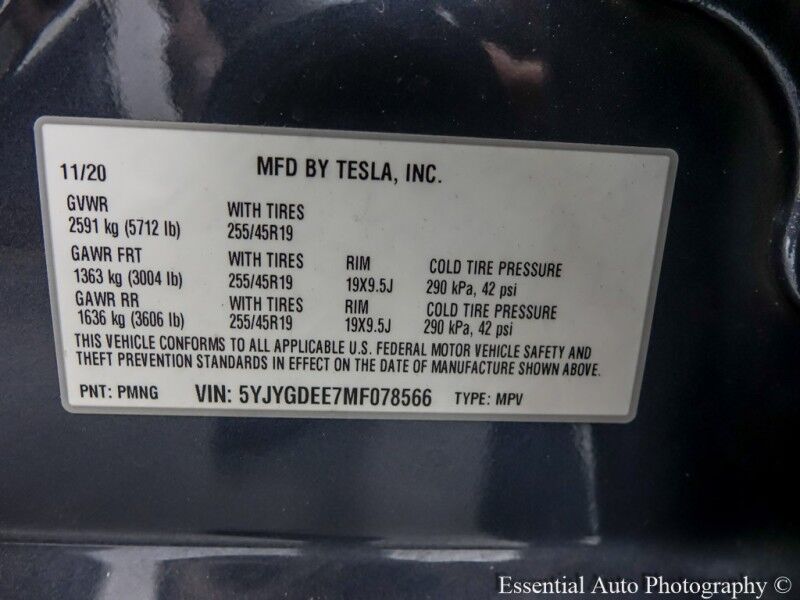 11/20 MFD BY TESLA, INC.
GVWR WITH TIRES
2591 kg (5712 lb) 255/45R19
GAWR FRT WITH TIRES RIM COLD TIRE PRESSURE
1363 kg (3004 lb) 255/45R19 19X9.5J 290 kPa, 42 psi
GAWR RR WITH TIRES RIM COLD TIRE PRESSURE
1636 kg (3606 lb) 255/45R19 19X9.5J 290 kPa, 42 psi
THIS VEHICLE CONFORMS TO ALL APPLICABLE U.S. FEDERAL MOTOR VEHICLE SAFETY AND
THEFT PREVENTION STANDARDS IN EFFECT ON THE DATE OF MANUFACTURE SHOWN ABOVE.
PNT: PMNG VIN: 5YJYGDEE7MF078566 TYPE: MPV
Essential Auto Photography ©